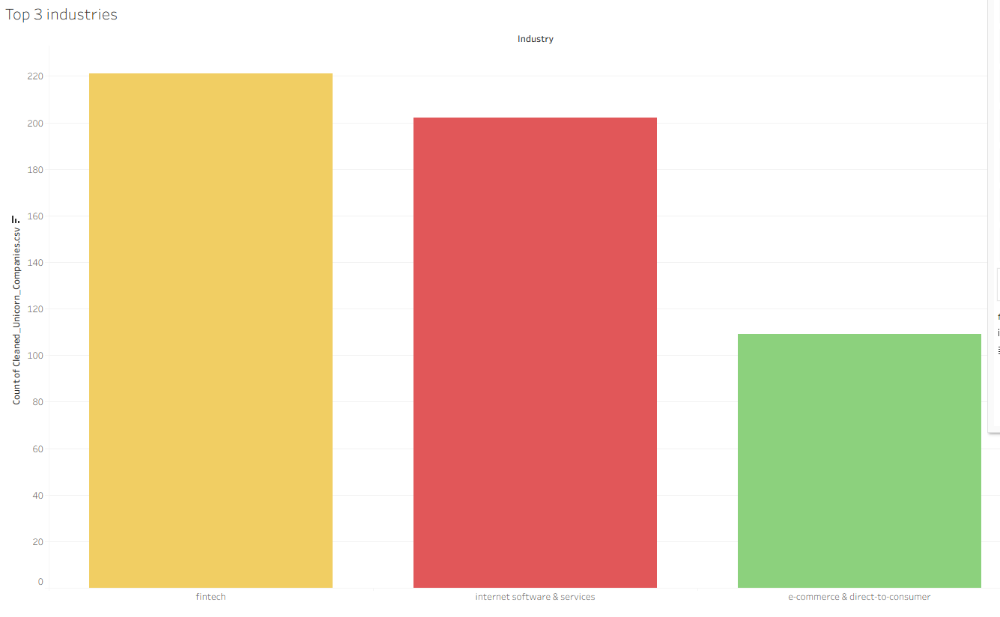 Top 3 industries
Industry
Count of Cleaned_Unicorn_Companies.csv
220
200
180
160
140
120
100
80
60
40
20
0
fintech
internet software & services
e-commerce & direct-to-consumer